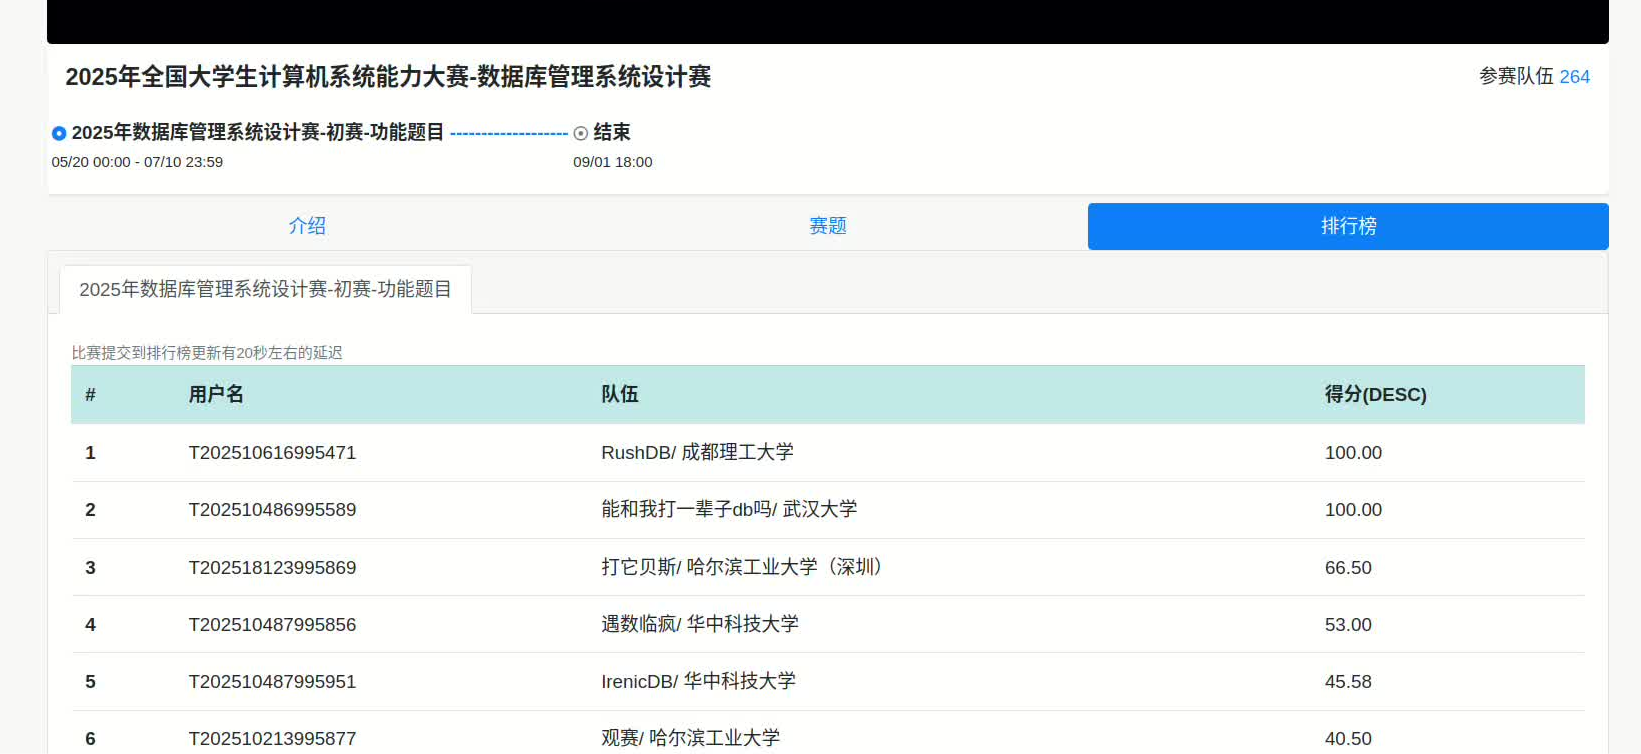 2025年全国大学生计算机系统能力大赛-数据库管理系统设计赛 参赛队伍 264
2025年数据库管理系统设计赛-初赛-功能题目 ------------------- 结束
05/20 00:00 - 07/10 23:59 09/01 18:00
介绍 赛题 排行榜
2025年数据库管理系统设计赛-初赛-功能题目
比赛提交到排行榜更新有20秒左右的延迟
# 用户名 队伍 得分(DESC)
1 T202510616995471 RushDB/ 成都理工大学 100.00
2 T202510486995589 能和我打一辈子db吗/ 武汉大学 100.00
3 T202518123995869 打它贝斯/ 哈尔滨工业大学（深圳） 66.50
4 T202510487995856 遇数临疯/ 华中科技大学 53.00
5 T202510487995951 IrenicDB/ 华中科技大学 45.58
6 T202510213995877 观赛/ 哈尔滨工业大学 40.50